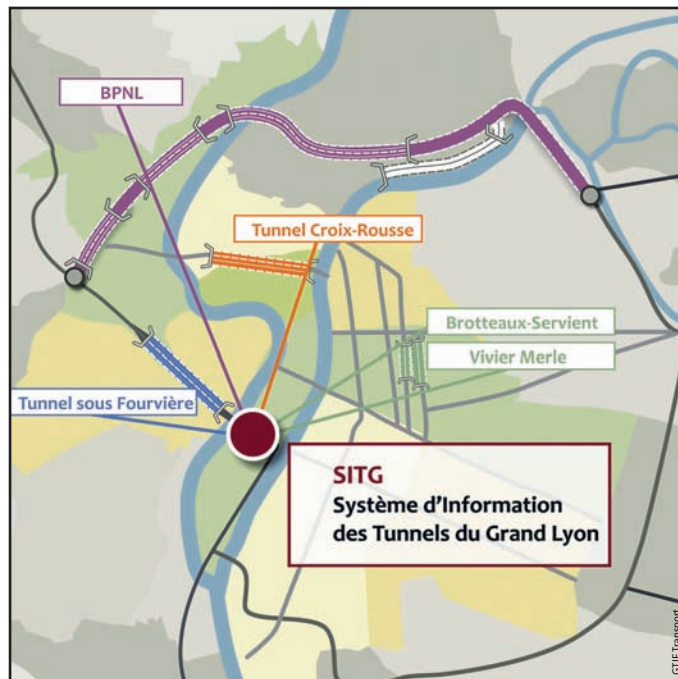 BPNL
Tunnel Croix-Rousse
Brotteaux-Servient
Vivier Merle
Tunnel sous Fourvière
SITG
Système d'Information
des Tunnels du Grand Lyon
GTIE Transport